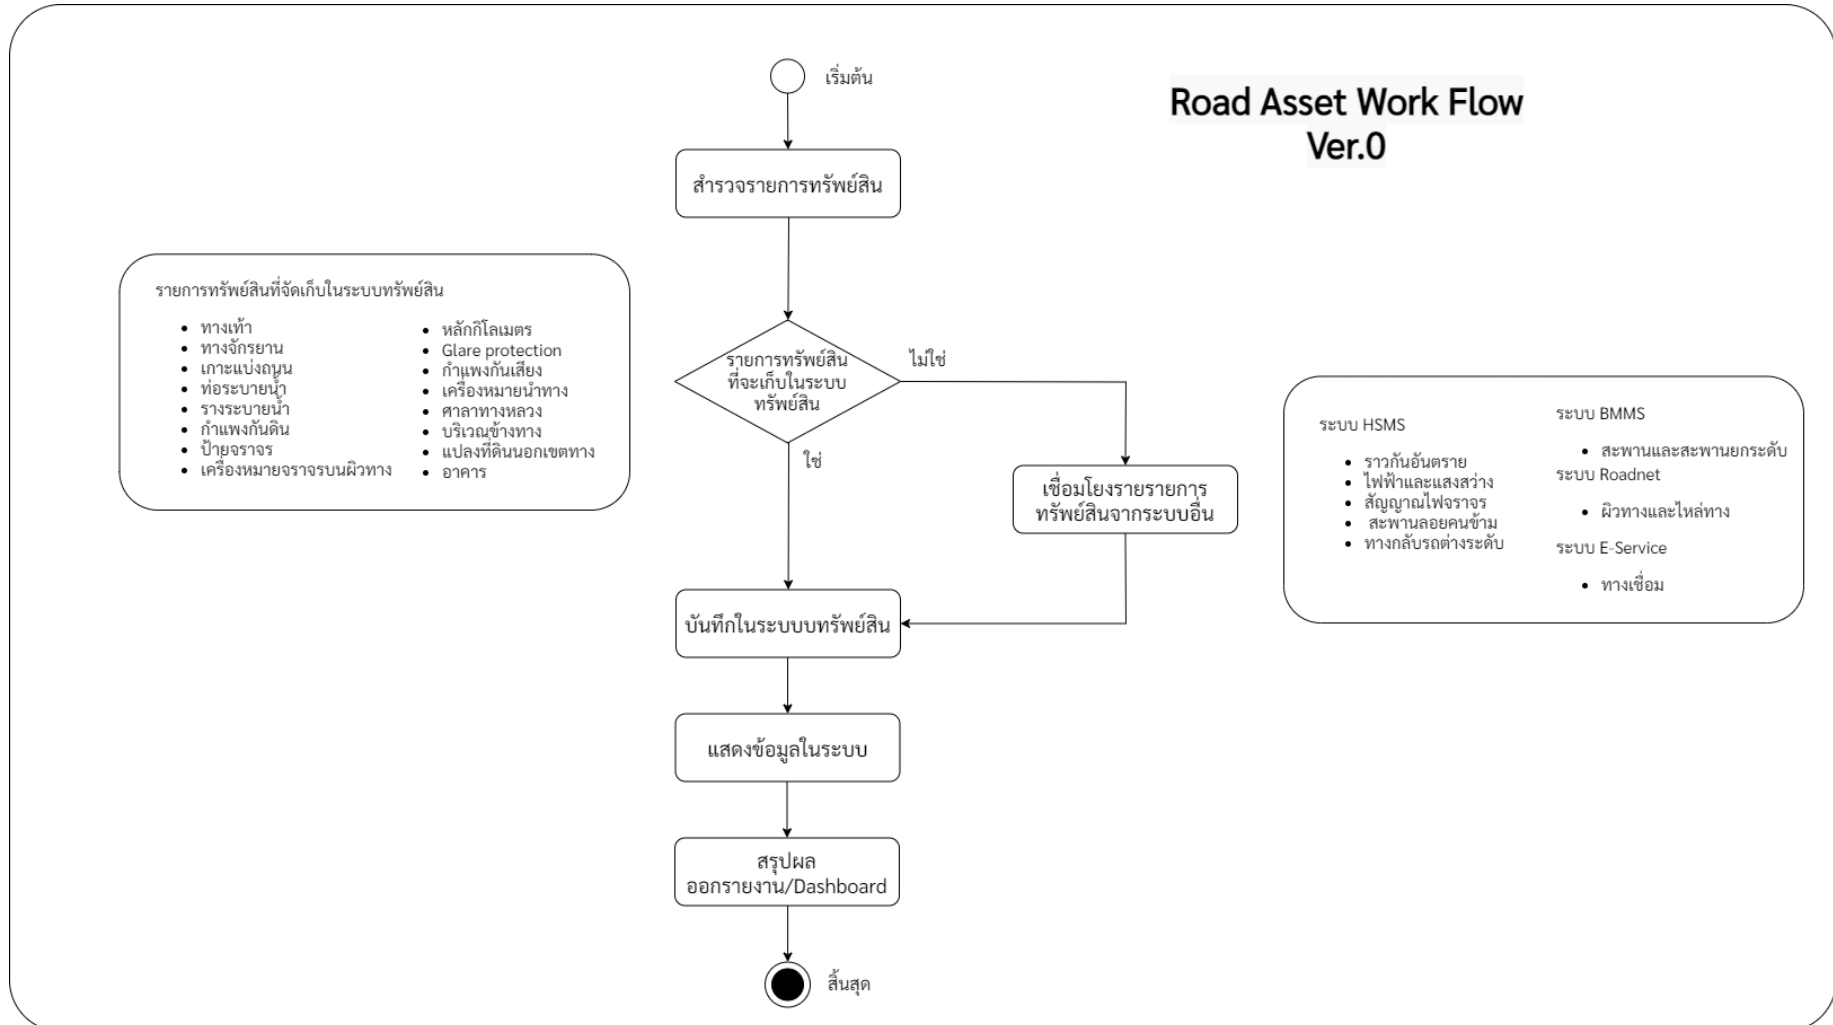 เริ่มต้น
Road Asset Work Flow
Ver.0
สำรวจรายการทรัพย์สิน
รายการทรัพย์สินที่จัดเก็บในระบบทรัพย์สิน
ทางเท้า
ทางจักรยาน
เกาะแบ่งถนน
ท่อระบายน้ำ
รางระบายน้ำ
กำแพงกันดิน
ป้ายจราจร
เครื่องหมายจราจรบนผิวทาง
หลักกิโลเมตร
Glare protection
กำแพงกันเสียง
เครื่องหมายนำทาง
ศาลาทางหลวง
บริเวณข้างทาง
แปลงที่ดินนอกเขตทาง
อาคาร
รายการทรัพย์สิน
ที่จะเก็บในระบบ
ทรัพย์สิน
ไม่ใช่
ใช่
เชื่อมโยงรายรายการ
ทรัพย์สินจากระบบอื่น
ระบบ HSMS
ราวกันอันตราย
ไฟฟ้าและแสงสว่าง
สัญญาณไฟจราจร
สะพานลอยคนข้าม
ทางกลับรถต่างระดับ
ระบบ BMMS
สะพานและสะพานยกระดับ
ระบบ Roadnet
ผิวทางและไหล่ทาง
ระบบ E-Service
ทางเชื่อม
บันทึกในระบบบทรัพย์สิน
แสดงข้อมูลในระบบ
สรุปผล
ออกรายงาน/Dashboard
สิ้นสุด